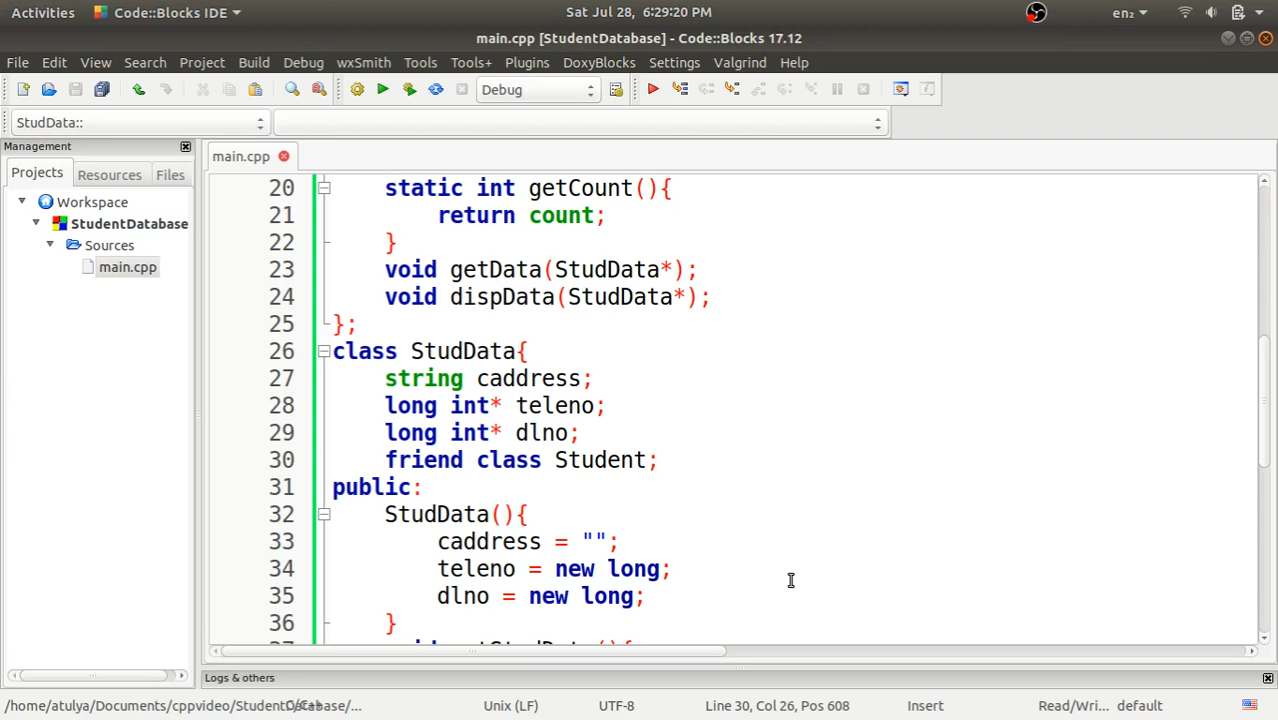 Activities Code::Blocks IDE Sat Jul 28, 6:29:20 PM en₂
main.cpp [StudentDatabase] - Code::Blocks 17.12
File Edit View Search Project Build Debug wxSmith Tools Tools+ Plugins DoxyBlocks Settings Valgrind Help
Debug
StudData::
Management
main.cpp
Projects Resources Files
Workspace
StudentDatabase
Sources
main.cpp
20 static int getCount(){
21 return count;
22 }
23 void getData(StudData*);
24 void dispData(StudData*);
25 };
26 class StudData{
27 string caddress;
28 long int* teleno;
29 long int* dlno;
30 friend class Student;
31 public:
32 StudData(){
33 caddress = "";
34 teleno = new long;
35 dlno = new long;
36 }
Logs & others
Unix (LF) UTF-8 Line 30, Col 26, Pos 608 Insert Read/Wri... default